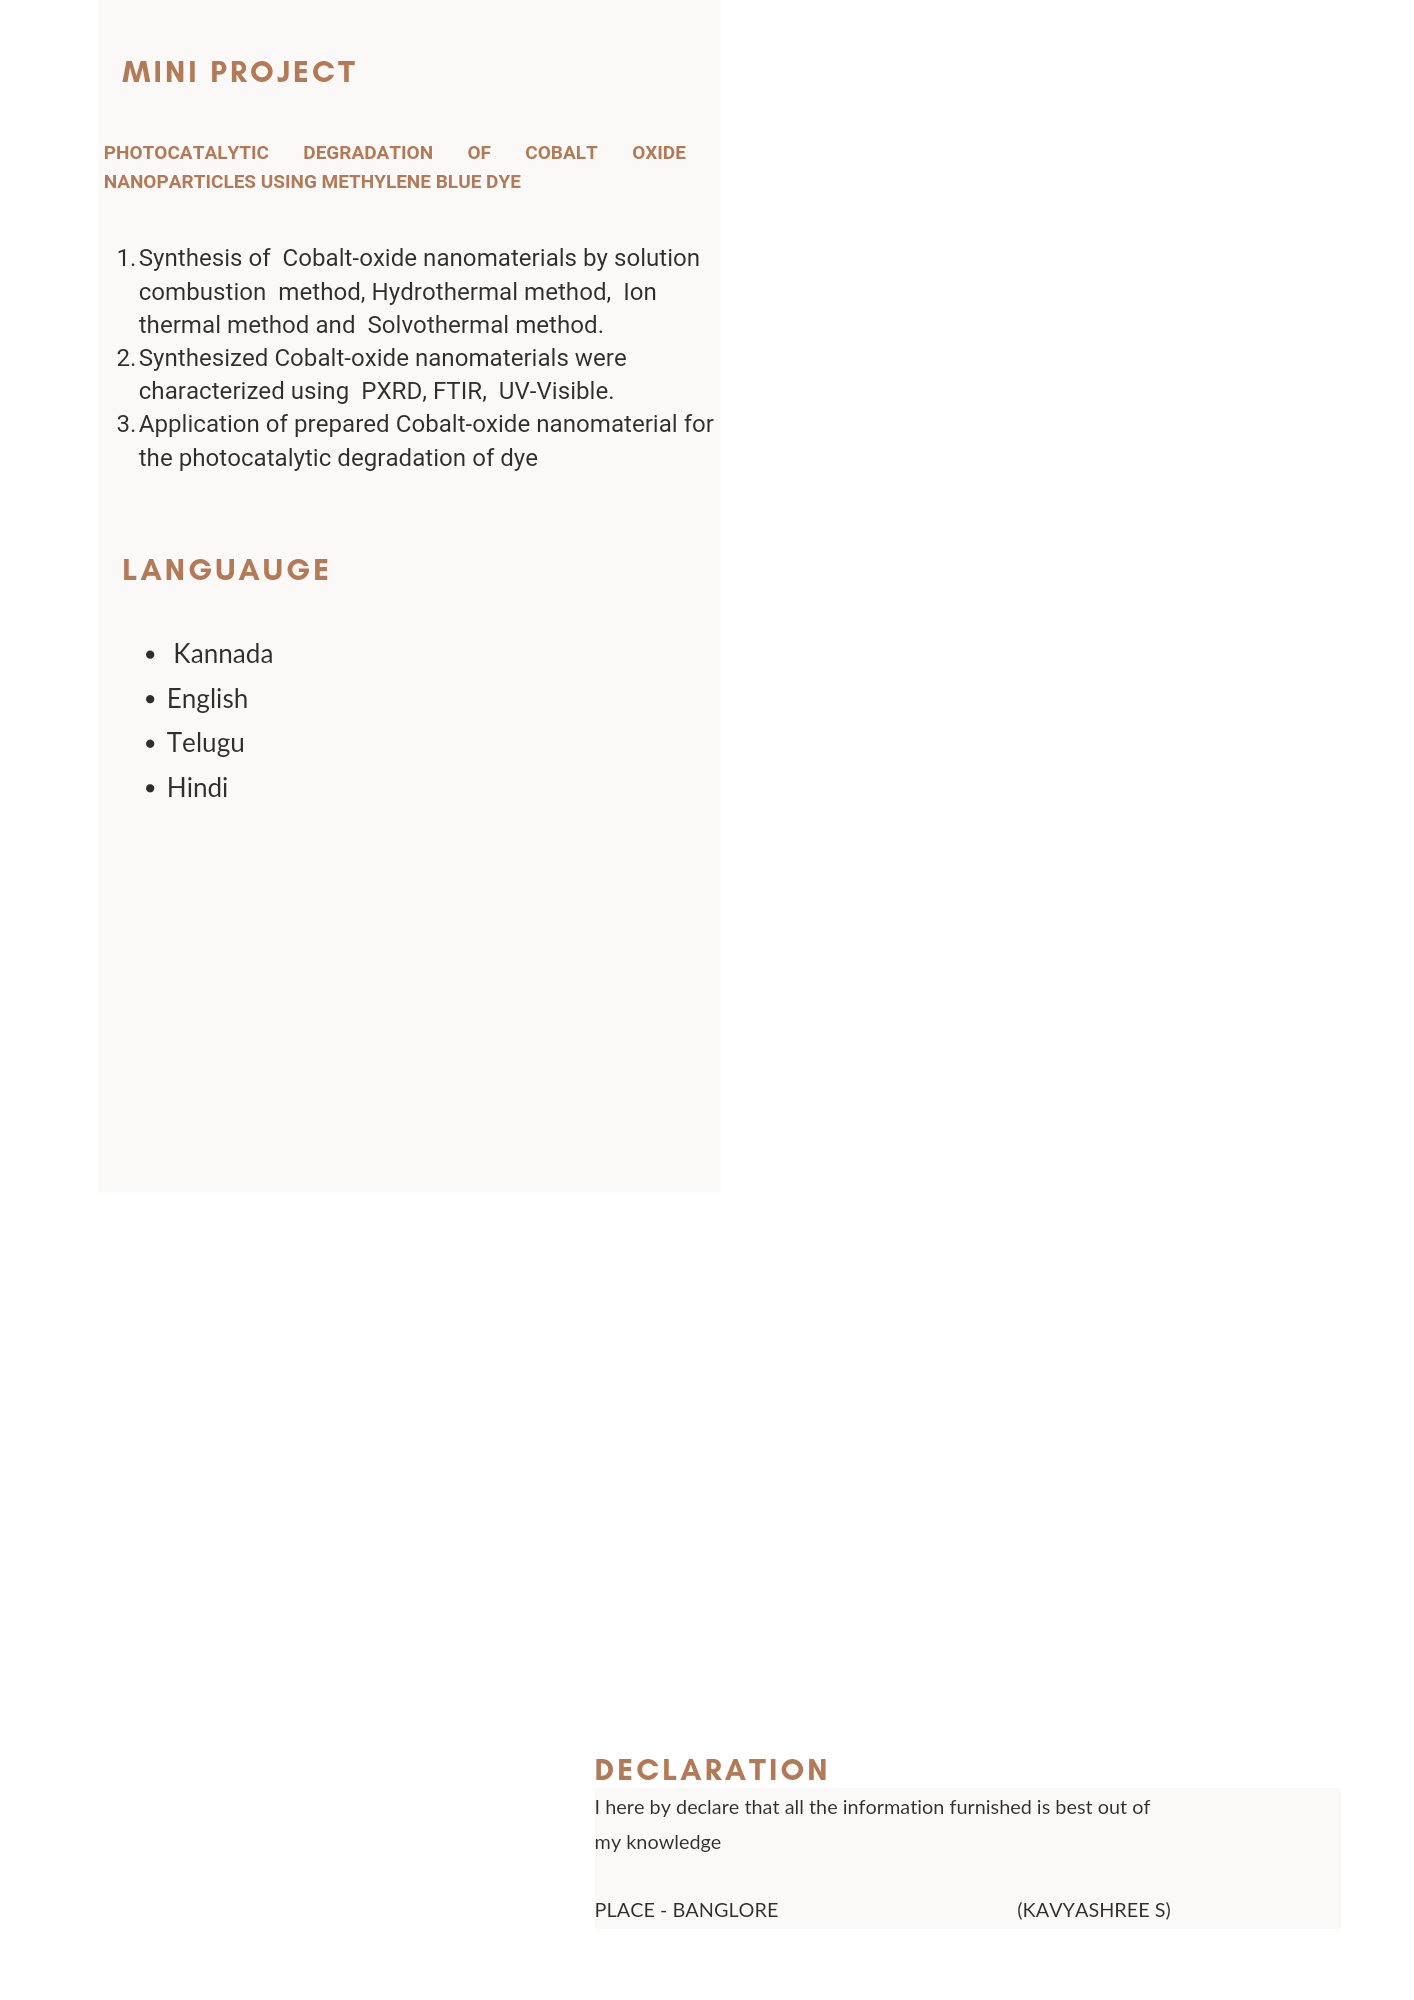 MINI PROJECT
PHOTOCATALYTIC DEGRADATION OF COBALT OXIDE
NANOPARTICLES USING METHYLENE BLUE DYE
1. Synthesis of Cobalt-oxide nanomaterials by solution
combustion method, Hydrothermal method, Ion
thermal method and Solvothermal method.
2. Synthesized Cobalt-oxide nanomaterials were
characterized using PXRD, FTIR, UV-Visible.
3. Application of prepared Cobalt-oxide nanomaterial for
the photocatalytic degradation of dye
LANGUAUGE
• Kannada
• English
• Telugu
• Hindi
DECLARATION
I here by declare that all the information furnished is best out of
my knowledge
PLACE - BANGLORE (KAVYASHREE S)